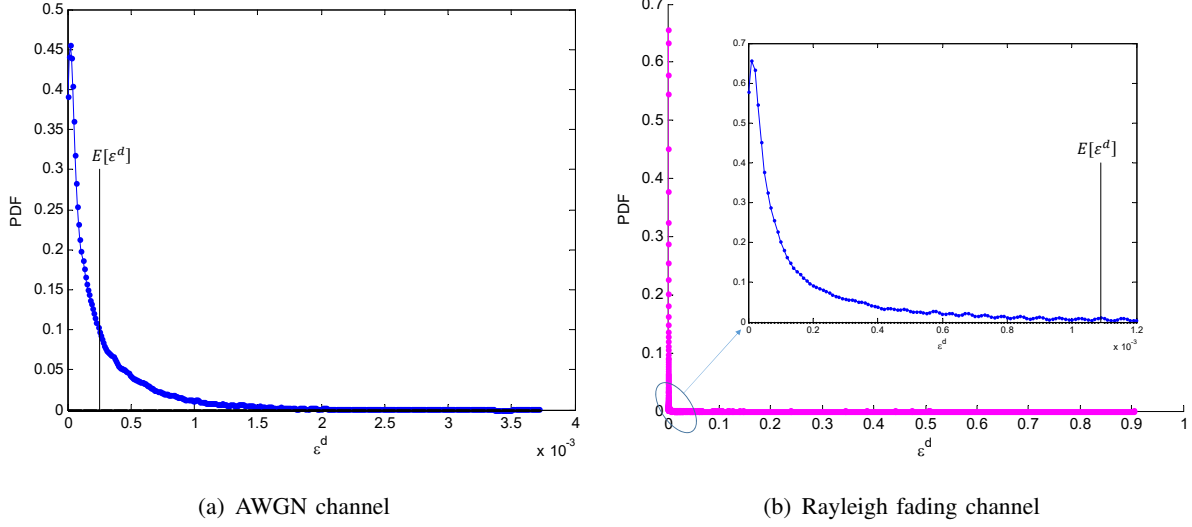 0.5
0.45
0.4
0.35
0.3
0.25
0.2
0.15
0.1
0.05
0
PDF
E[ε^d]
0 0.5 1 1.5 2 2.5 3 3.5 4
ε^d
x 10^-3
(a) AWGN channel
0.7
0.6
0.5
0.4
0.3
0.2
0.1
0
PDF
0 0.1 0.2 0.3 0.4 0.5 0.6 0.7 0.8 0.9 1
ε^d
0.7
0.6
0.5
0.4
0.3
0.2
0.1
0
E[ε^d]
0 0.2 0.4 0.6 0.8 1 1.2
ε^d
x 10^-3
(b) Rayleigh fading channel